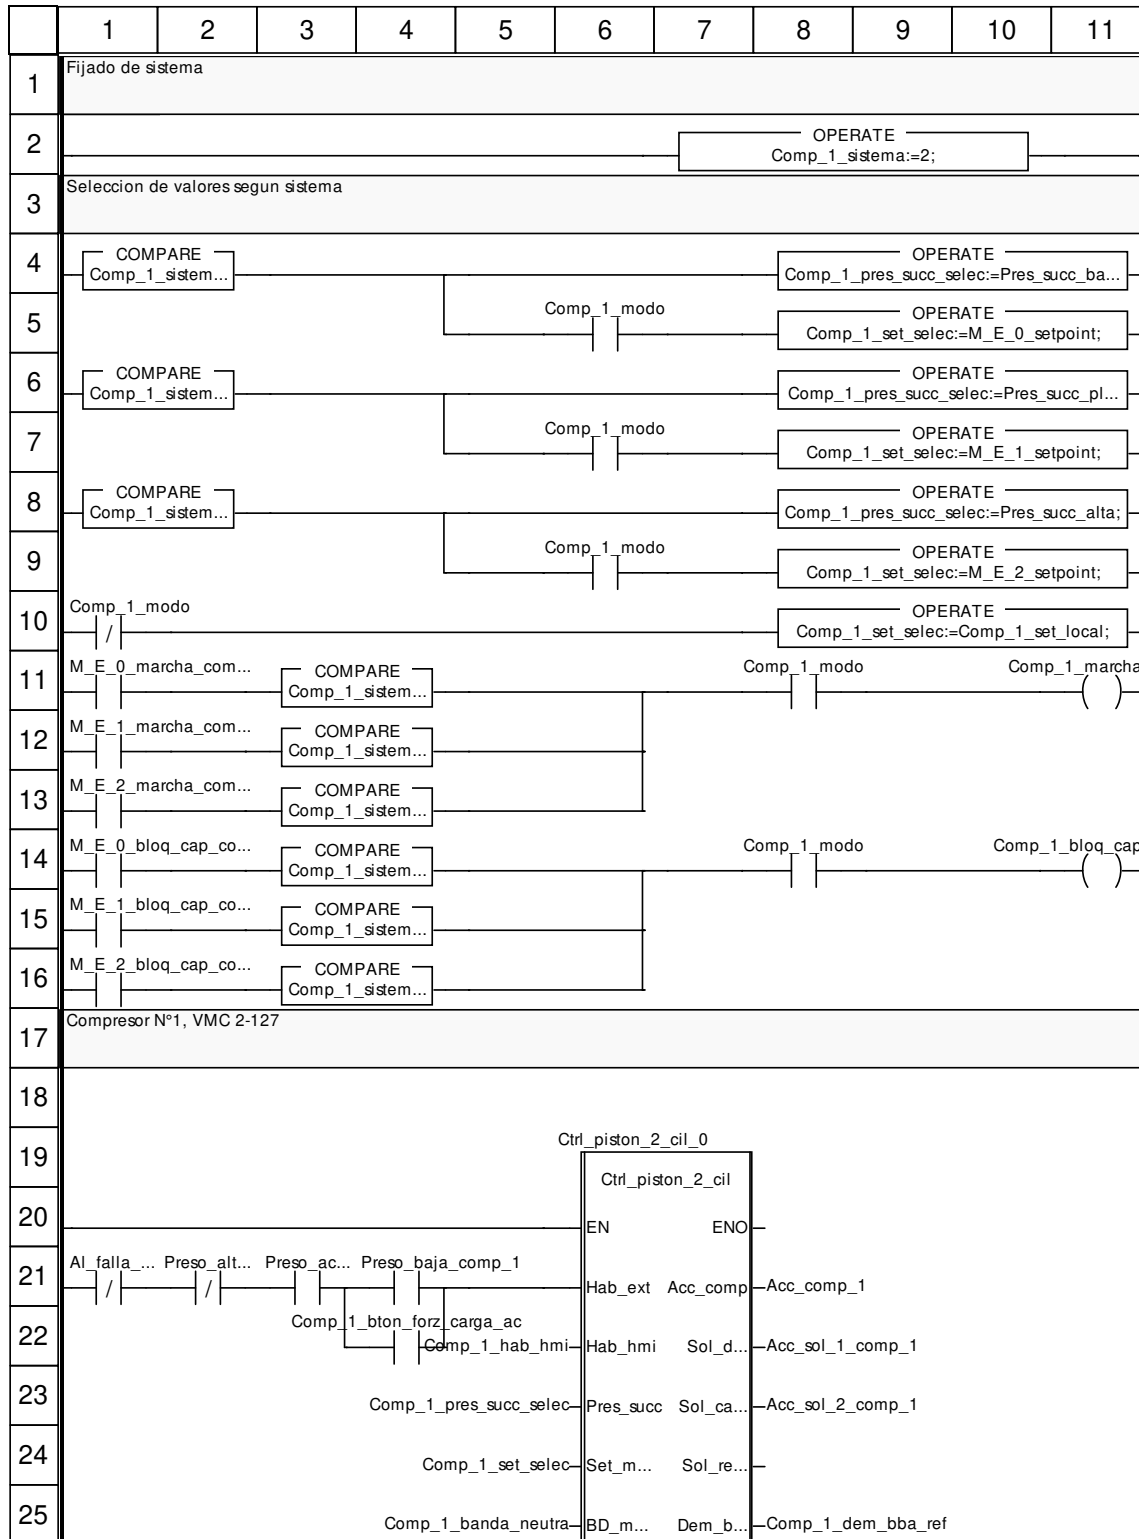 1 2 3 4 5 6 7 8 9 10 11
1 Fijado de sistema
2 OPERATE
Comp_1_sistema:=2;
3 Seleccion de valores segun sistema
4 COMPARE OPERATE
Comp_1_sistem... Comp_1_pres_succ_selec:=Pres_succ_ba...
5 Comp_1_modo OPERATE
Comp_1_set_selec:=M_E_0_setpoint;
6 COMPARE OPERATE
Comp_1_sistem... Comp_1_pres_succ_selec:=Pres_succ_pl...
7 Comp_1_modo OPERATE
Comp_1_set_selec:=M_E_1_setpoint;
8 COMPARE OPERATE
Comp_1_sistem... Comp_1_pres_succ_selec:=Pres_succ_alta;
9 Comp_1_modo OPERATE
Comp_1_set_selec:=M_E_2_setpoint;
10 Comp_1_modo OPERATE
Comp_1_set_selec:=Comp_1_set_local;
11 M_E_0_marcha_com... COMPARE Comp_1_modo Comp_1_marcha
Comp_1_sistem...
12 M_E_1_marcha_com... COMPARE
Comp_1_sistem...
13 M_E_2_marcha_com... COMPARE
Comp_1_sistem...
14 M_E_0_bloq_cap_co... COMPARE Comp_1_modo Comp_1_bloq_cap
Comp_1_sistem...
15 M_E_1_bloq_cap_co... COMPARE
Comp_1_sistem...
16 M_E_2_bloq_cap_co... COMPARE
Comp_1_sistem...
17 Compresor N°1, VMC 2-127
18
19 Ctrl_piston_2_cil_0
Ctrl_piston_2_cil
20 EN ENO
21 Al_falla_... Preso_alt... Preso_ac... Preso_baja_comp_1
Hab_ext Acc_comp Acc_comp_1
22 Comp_1_bton_forz_carga_ac
Comp_1_hab_hmi Hab_hmi Sol_d... Acc_sol_1_comp_1
23 Comp_1_pres_succ_selec Pres_succ Sol_ca... Acc_sol_2_comp_1
24 Comp_1_set_selec Set_m... Sol_re...
25 Comp_1_banda_neutra BD_m... Dem_b... Comp_1_dem_bba_ref